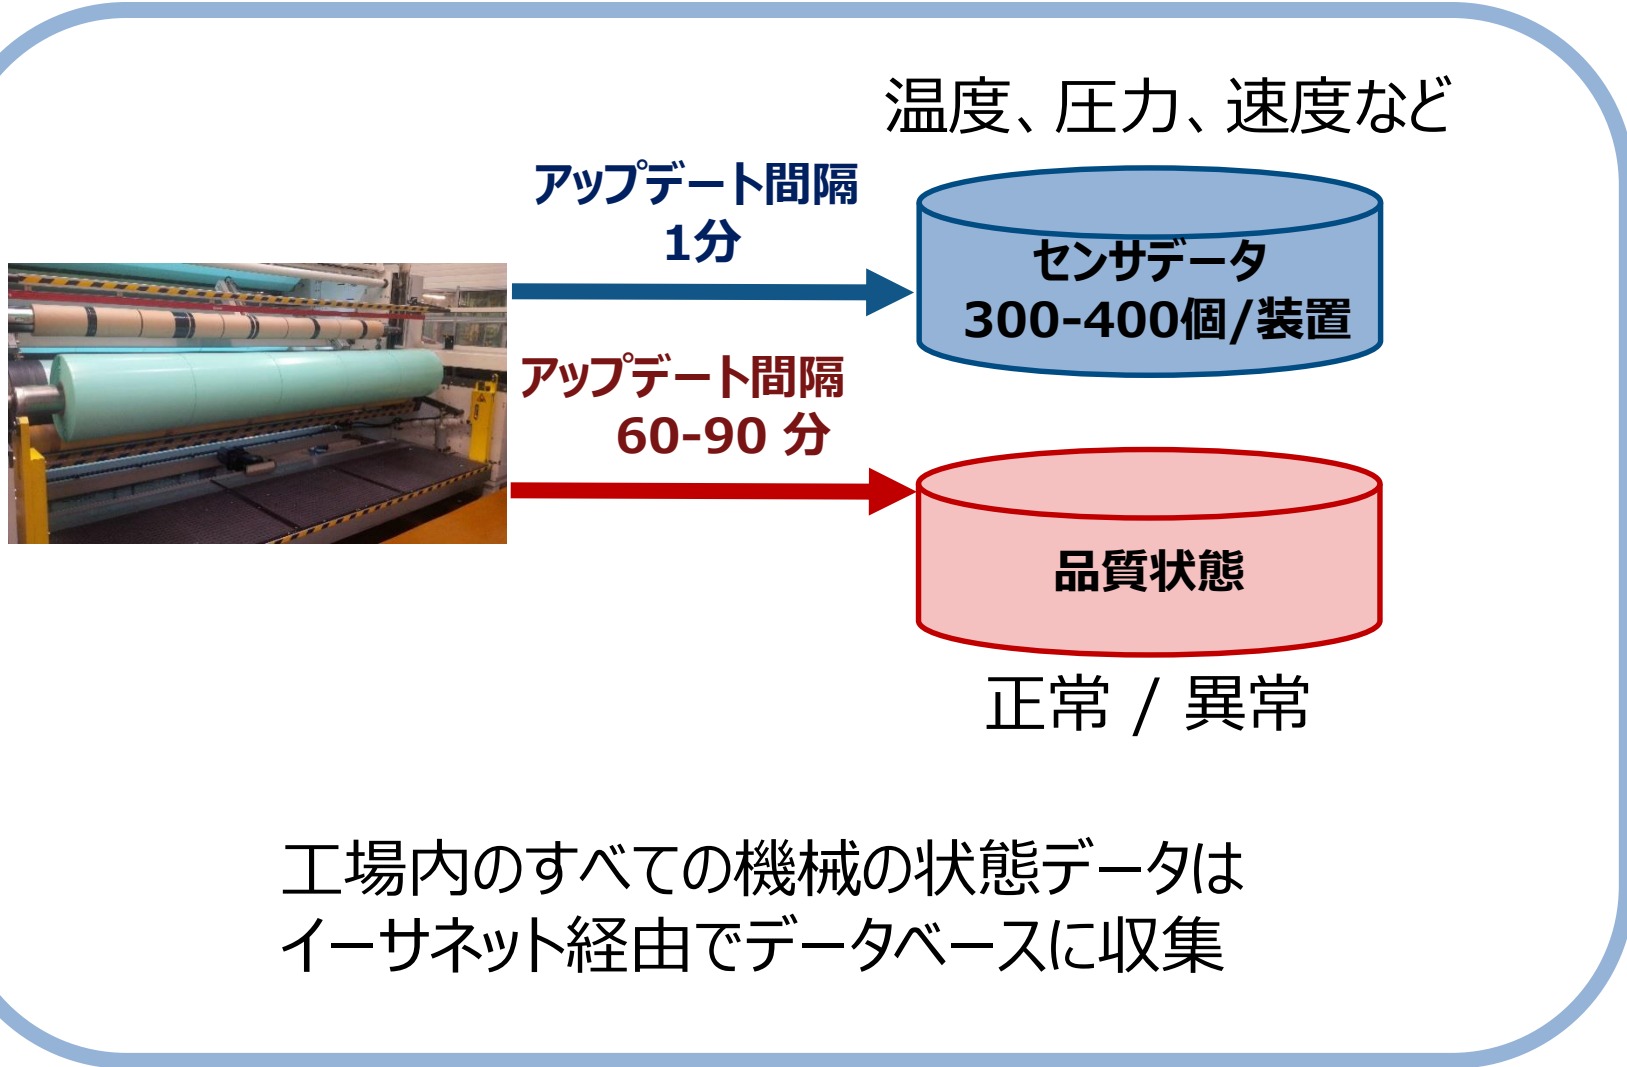 温度、圧力、速度など
アップデート間隔
1分
センサデータ
300-400個/装置
アップデート間隔
60-90 分
品質状態
正常 / 異常
工場内のすべての機械の状態データは
イーサネット経由でデータベースに収集